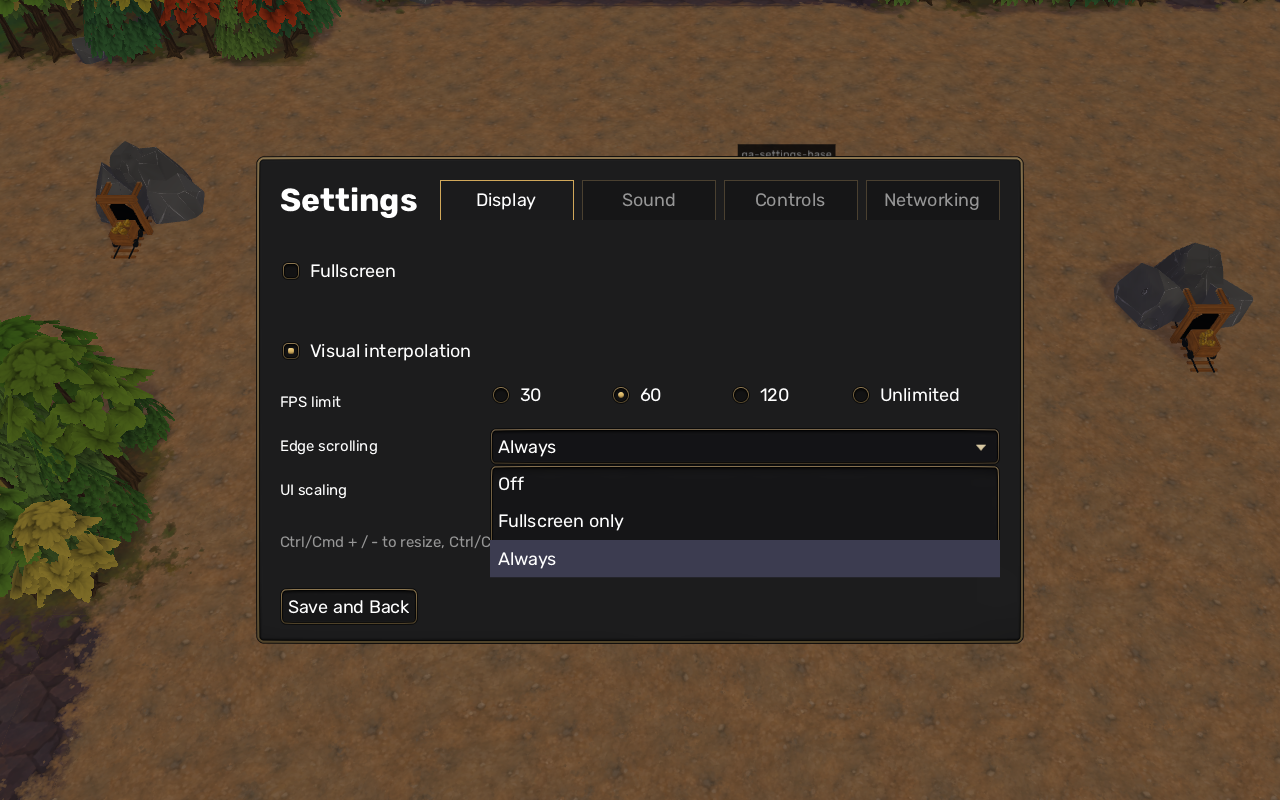 qa-settings-base
Settings
Display
Sound
Controls
Networking
Fullscreen
Visual interpolation
FPS limit
30
60
120
Unlimited
Edge scrolling
Always
UI scaling
Off
Fullscreen only
Ctrl/Cmd + / - to resize, Ctrl/C
Always
Save and Back